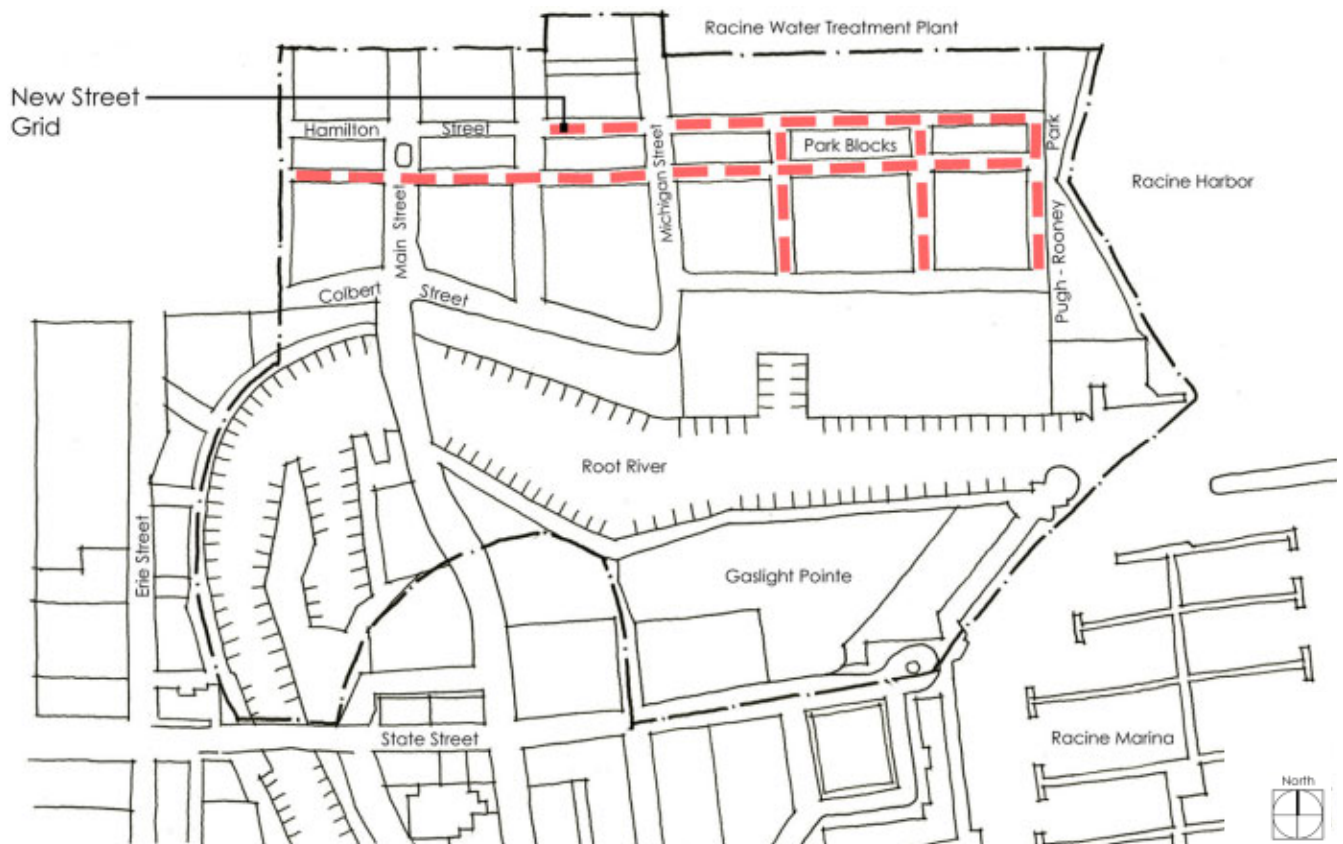 Racine Water Treatment Plant
New Street
Grid
Hamilton Street
Park Blocks
Park
Michigan Street
Racine Harbor
Main Street
Pugh - Rooney
Colbert Street
Root River
Erie Street
Gaslight Pointe
State Street
Racine Marina
North